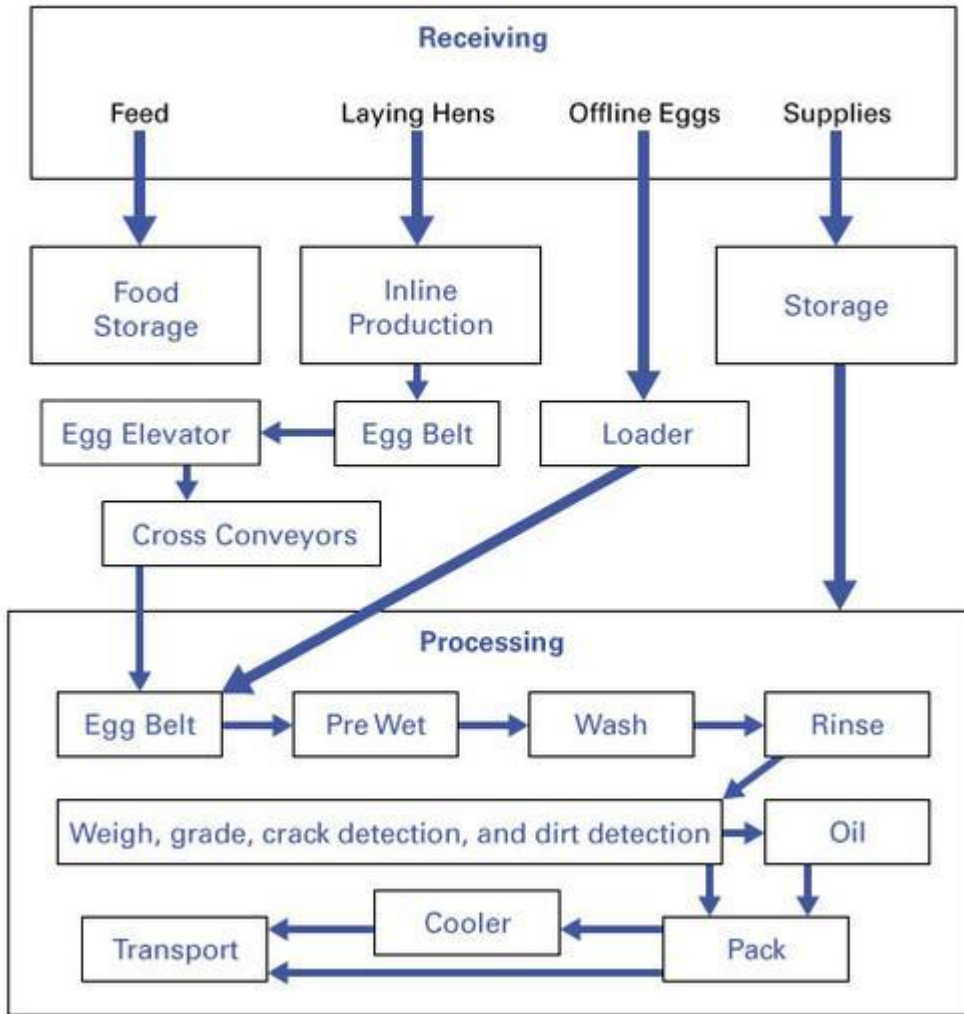 Receiving
Feed
Laying Hens
Offline Eggs
Supplies
Food
Storage
Inline
Production
Storage
Egg Elevator
Egg Belt
Loader
Cross Conveyors
Processing
Egg Belt
Pre Wet
Wash
Rinse
Weigh, grade, crack detection, and dirt detection
Oil
Transport
Cooler
Pack